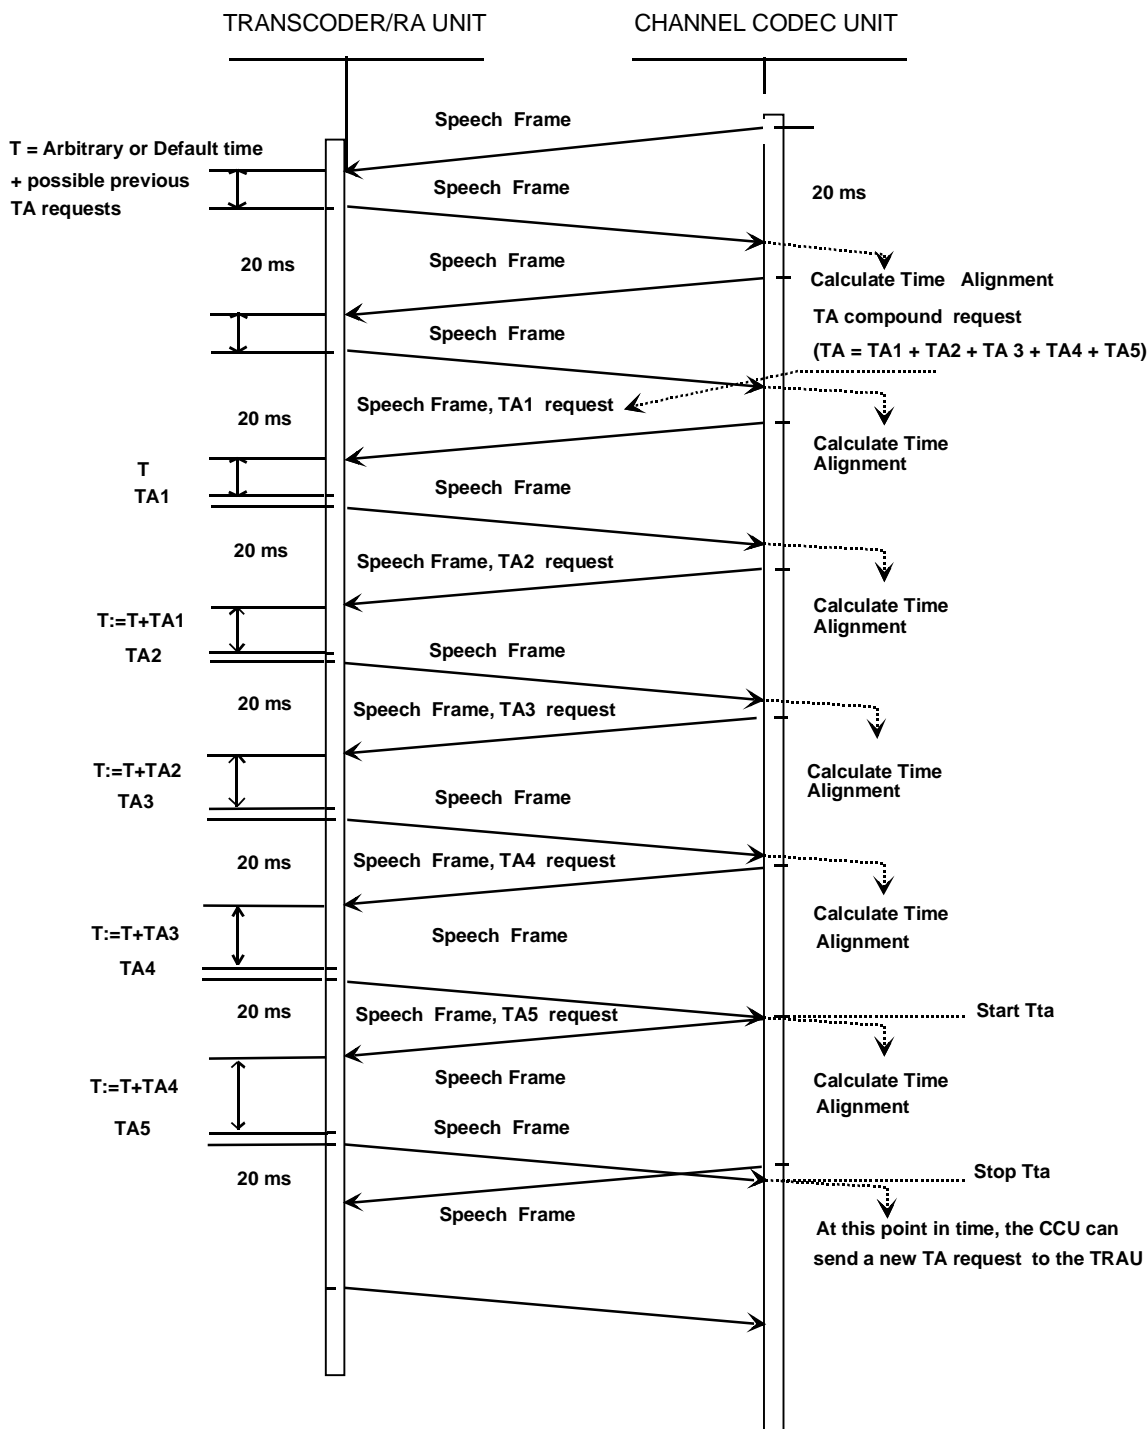 TRANSCODER/RA UNIT
CHANNEL CODEC UNIT
Speech Frame
T = Arbitrary or Default time
+ possible previous
TA requests
Speech Frame
20 ms
Speech Frame
20 ms
Calculate Time Alignment
TA compound request
(TA = TA1 + TA2 + TA 3 + TA4 + TA5)
Speech Frame
Speech Frame, TA1 request
20 ms
Calculate Time
Alignment
T
TA1
Speech Frame
20 ms
Speech Frame, TA2 request
Calculate Time
Alignment
T:=T+TA1
TA2
Speech Frame
20 ms
Speech Frame, TA3 request
Calculate Time
Alignment
T:=T+TA2
TA3
Speech Frame
20 ms
Speech Frame, TA4 request
Calculate Time
Alignment
T:=T+TA3
TA4
Speech Frame
20 ms
Speech Frame, TA5 request
Start Tta
Calculate Time
Alignment
T:=T+TA4
TA5
Speech Frame
Speech Frame
20 ms
Stop Tta
Speech Frame
At this point in time, the CCU can
send a new TA request to the TRAU